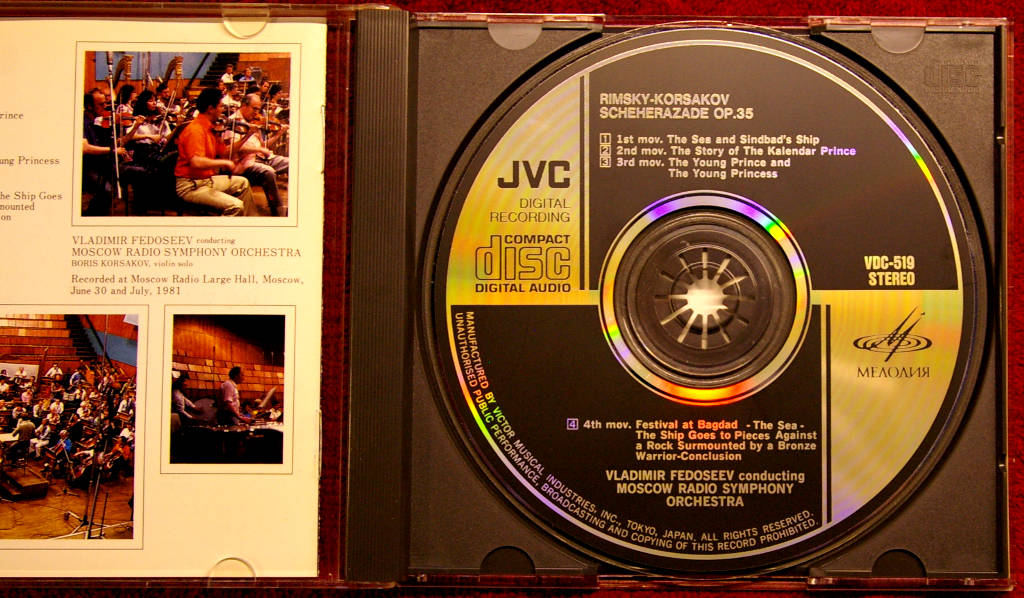 rince
ung Princess
he Ship Goes
mounted
on
VLADIMIR FEDOSEEV conducting
MOSCOW RADIO SYMPHONY ORCHESTRA
BORIS KORSAKOV, violin solo
Recorded at Moscow Radio Large Hall, Moscow,
June 30 and July, 1981
RIMSKY-KORSAKOV
SCHEHERAZADE OP.35
1 1st mov. The Sea and Sindbad's Ship
2 2nd mov. The Story of The Kalendar Prince
3 3rd mov. The Young Prince and
The Young Princess
JVC
DIGITAL
RECORDING
COMPACT
disc
DIGITAL AUDIO
VDC-519
STEREO
МЕЛОДИЯ
4 4th mov. Festival at Bagdad - The Sea -
The Ship Goes to Pieces Against
a Rock Surmounted by a Bronze
Warrior-Conclusion
VLADIMIR FEDOSEEV conducting
MOSCOW RADIO SYMPHONY
ORCHESTRA
MANUFACTURED BY VICTOR MUSICAL INDUSTRIES, INC., TOKYO, JAPAN, ALL RIGHTS RESERVED.
UNAUTHORISED PUBLIC PERFORMANCE, BROADCASTING AND COPYING OF THIS RECORD PROHIBITED.